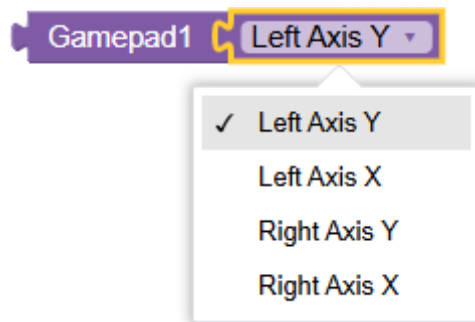 Gamepad1 Left Axis Y
✓ Left Axis Y
Left Axis X
Right Axis Y
Right Axis X